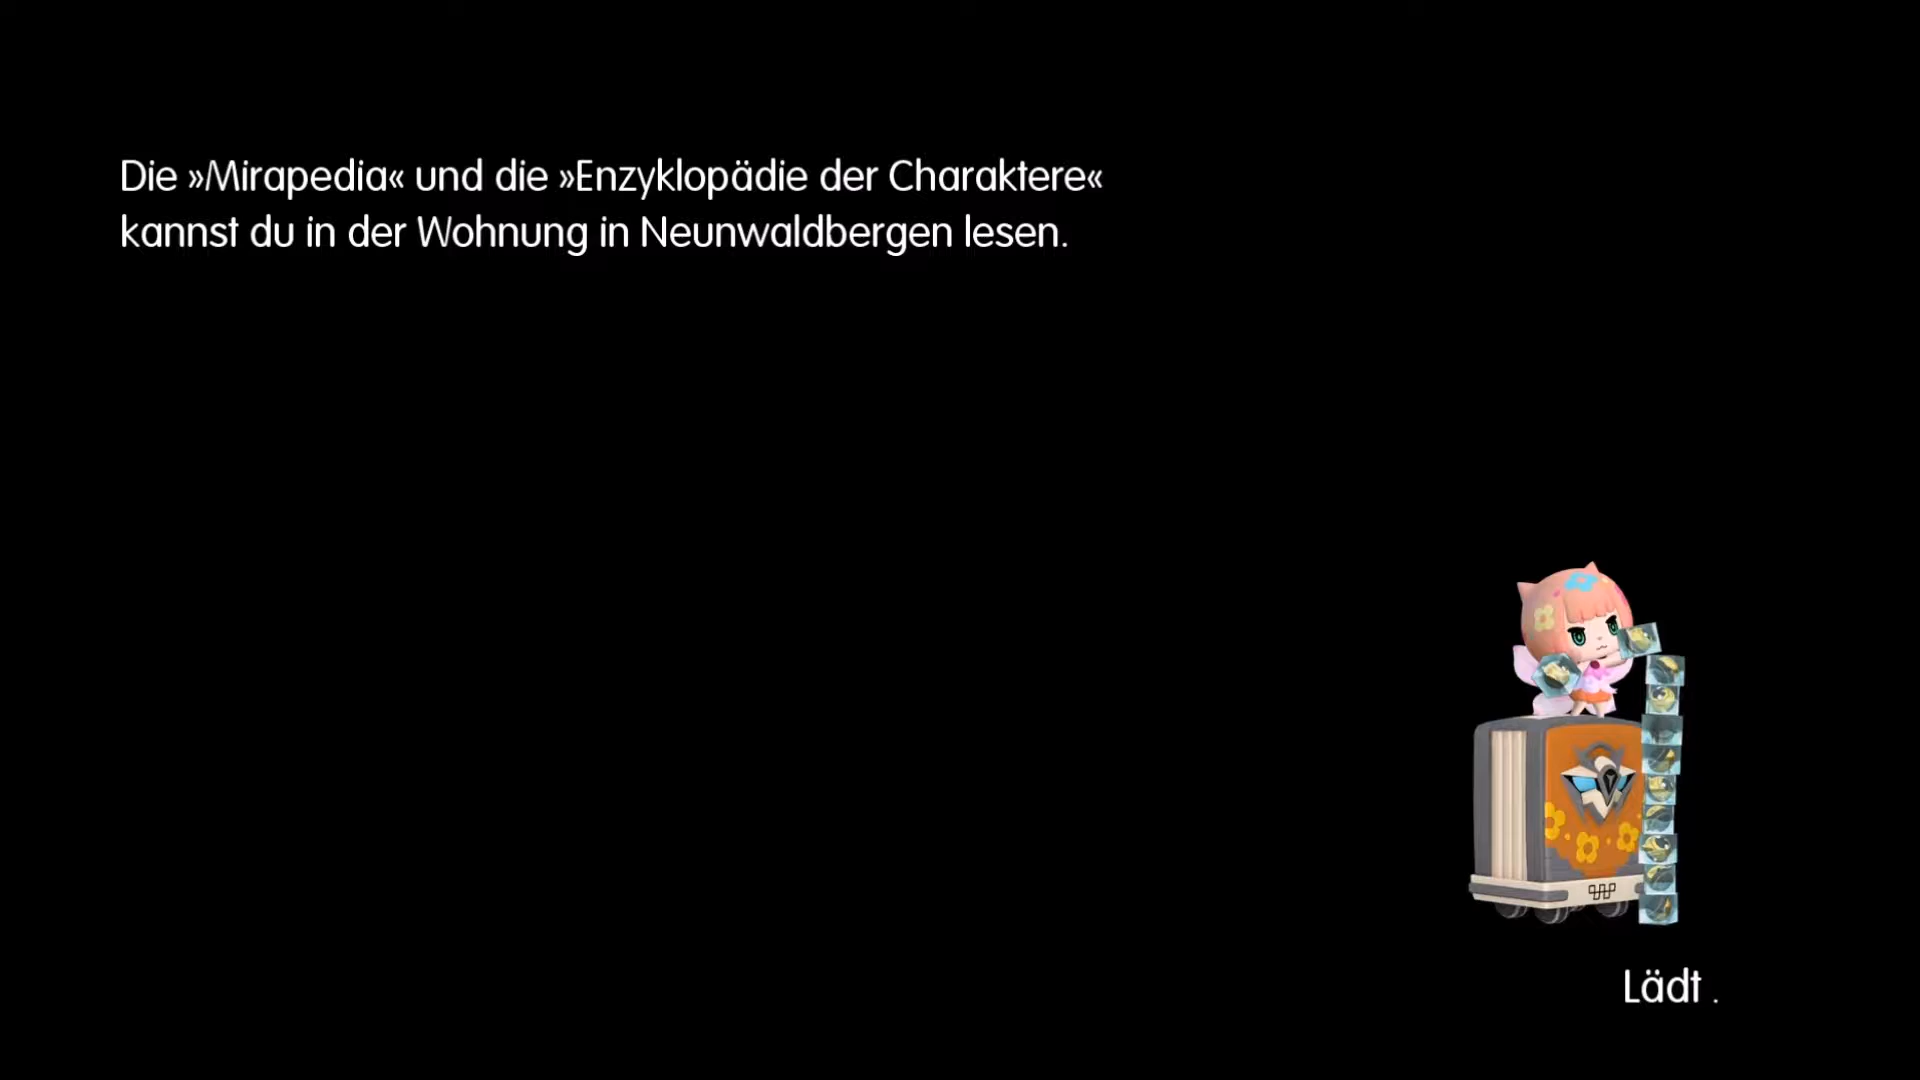 Die »Mirapedia« und die »Enzyklopädie der Charaktere«
kannst du in der Wohnung in Neunwaldbergen lesen.
Lädt .